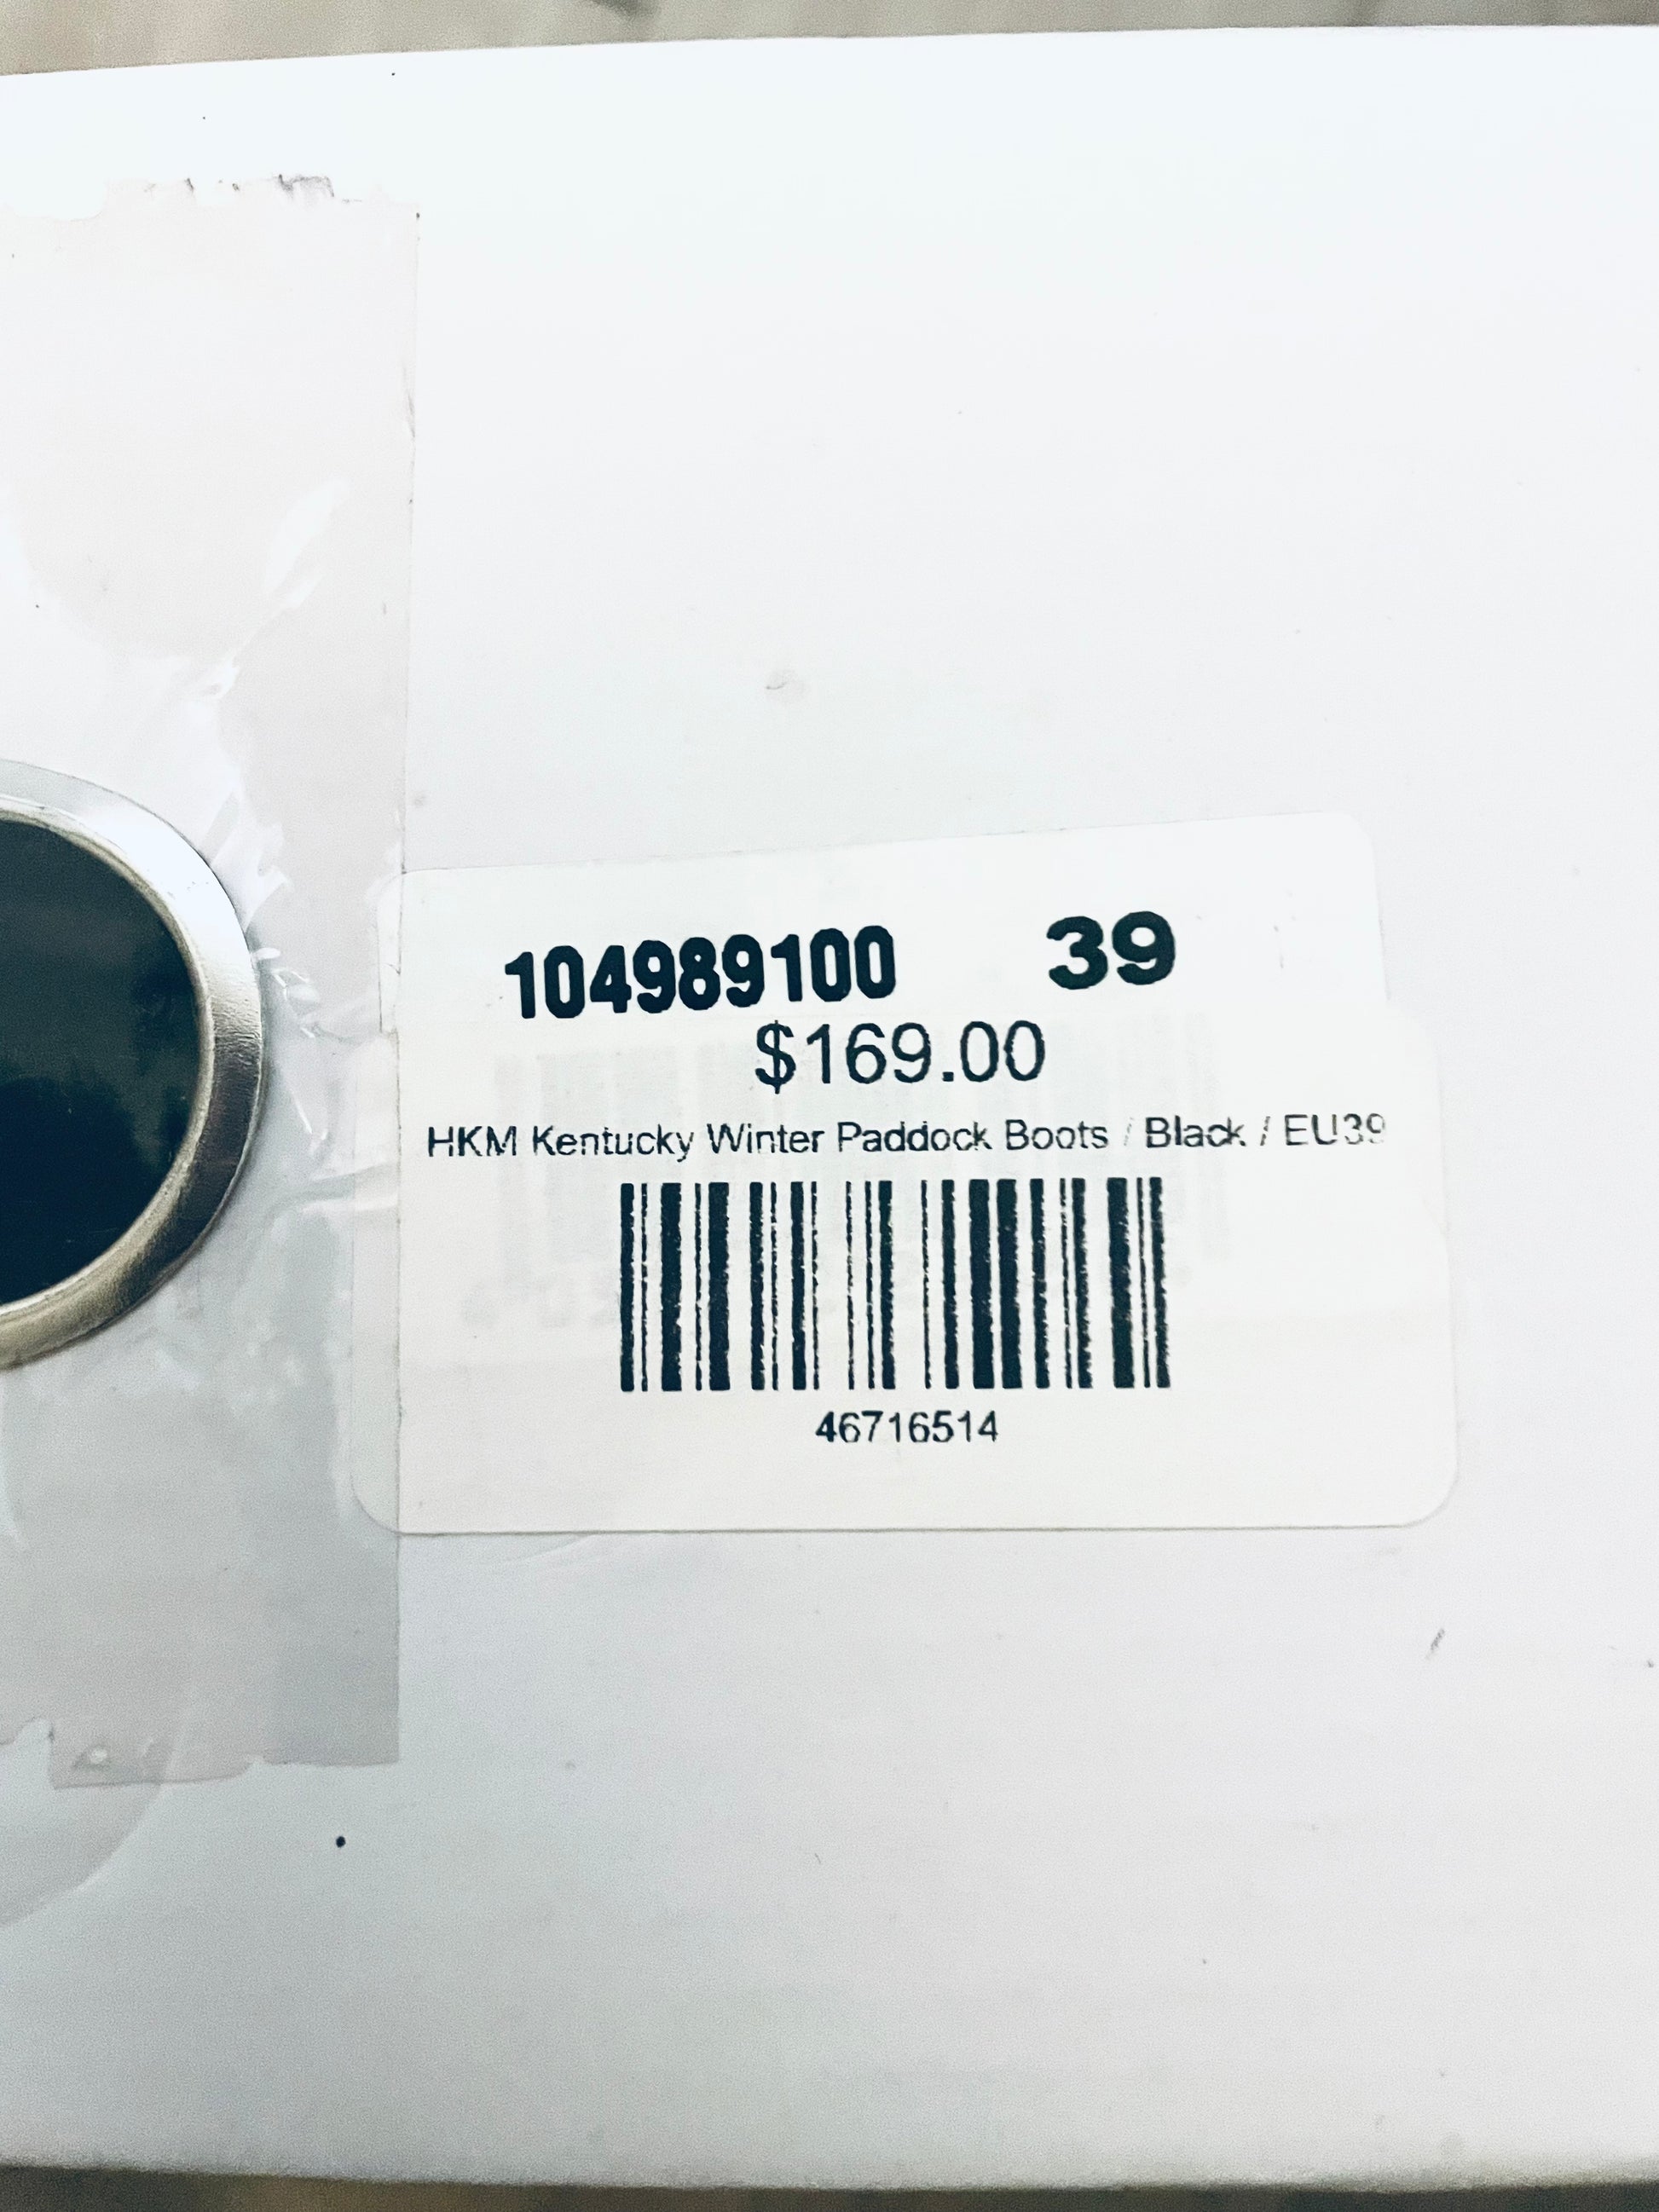 104989100 39
$169.00
HKM Kentucky Winter Paddock Boots / Black / EU39
46716514